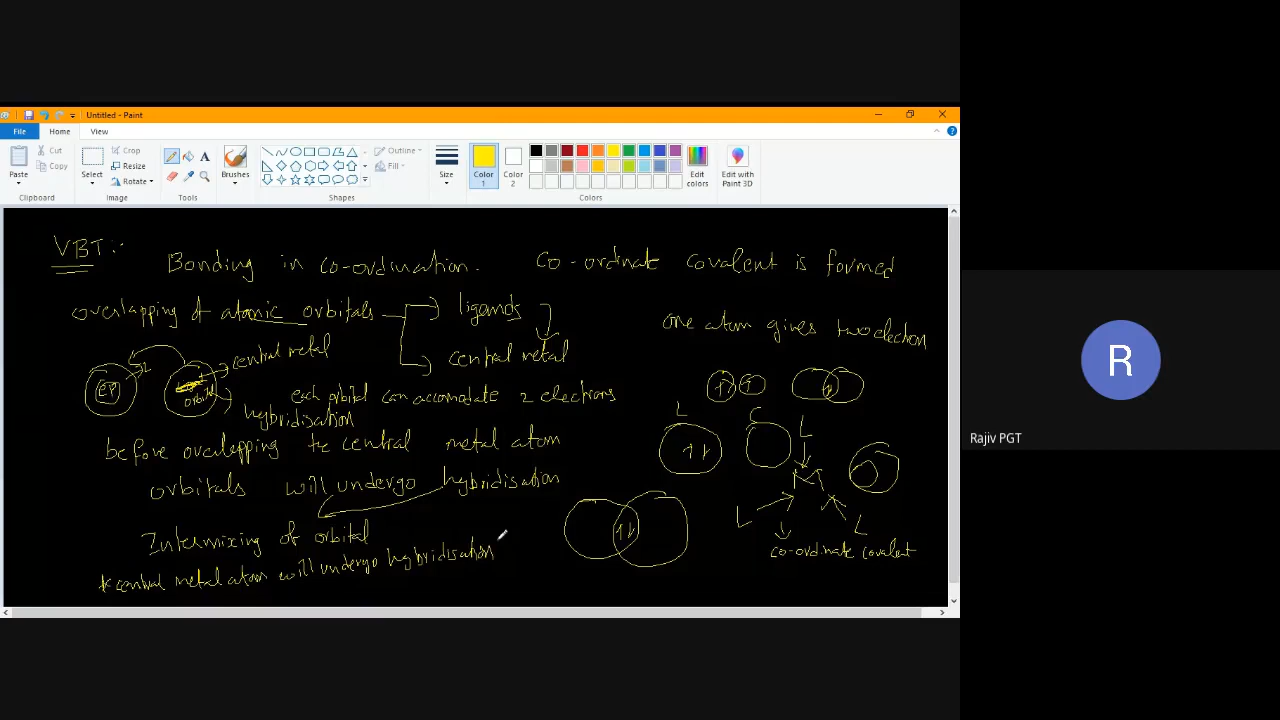 Untitled - Paint
File Home View
Cut
Copy
Paste
Clipboard
Select
Crop
Resize
Rotate
Image
A
Tools
Brushes
Outline
Fill
Shapes
Size
Color 1
Color 2
Edit colors
Edit with Paint 3D
Colors
VBT:-
Bonding in co-ordination. Co-ordinate covalent is formed
overlapping of atomic orbitals ligands
central metal
one atom gives two electron
EP
central metal
orbital
hybridisation
each orbital can accomodate 2 electrons
L C L
before overlapping the central metal atom
orbitals will undergo hybridisation
M
L L
Intermixing of orbital
co-ordinate covalent
* central metal atom will undergo hybridisation
R
Rajiv PGT